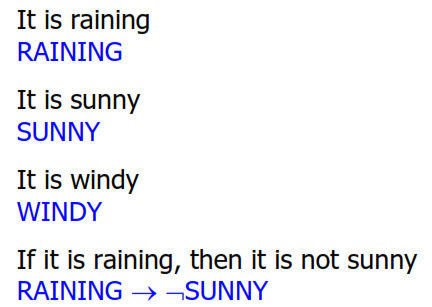 It is raining
RAINING
It is sunny
SUNNY
It is windy
WINDY
If it is raining, then it is not sunny
RAINING → ¬SUNNY